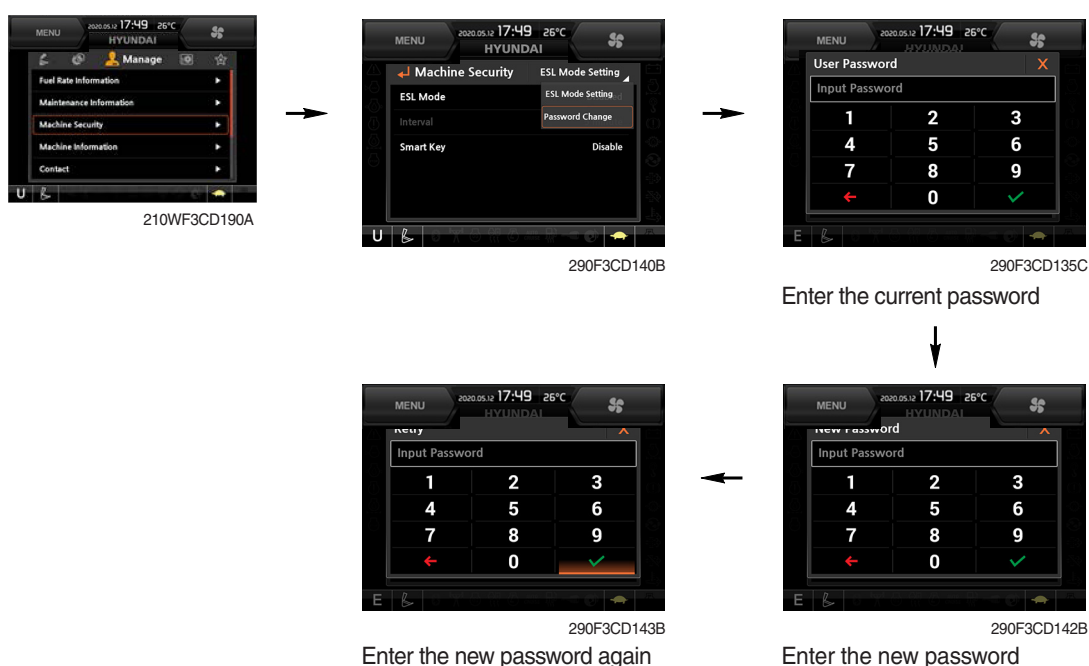 MENU
2020.05.12 17:49 26°C
HYUNDAI
Manage
Fuel Rate Information
Maintenance Information
Machine Security
Machine Information
Contact
U
210WF3CD190A
MENU
2020.05.12 17:49 26°C
HYUNDAI
Machine Security
ESL Mode Setting
ESL Mode
ESL Mode Setting
Interval
Password Change
Smart Key
Disable
U
290F3CD140B
MENU
2020.05.12 17:49 26°C
HYUNDAI
User Password
X
Input Password
1 2 3
4 5 6
7 8 9
0
E
290F3CD135C
Enter the current password
MENU
2020.05.12 17:49 26°C
HYUNDAI
Retry
X
Input Password
1 2 3
4 5 6
7 8 9
0
E
290F3CD143B
Enter the new password again
MENU
2020.05.12 17:49 26°C
HYUNDAI
New Password
X
Input Password
1 2 3
4 5 6
7 8 9
0
E
290F3CD142B
Enter the new password